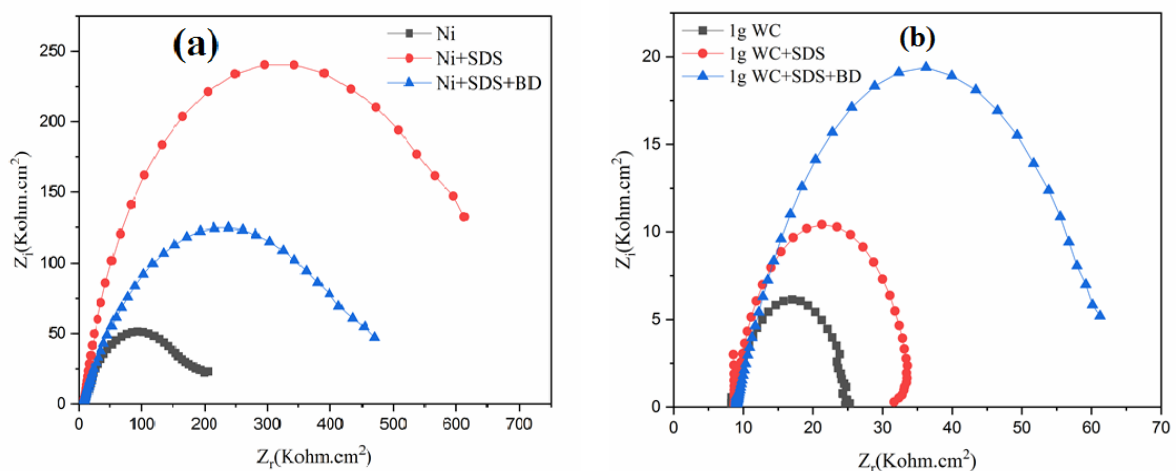 (a)
Ni
Ni+SDS
Ni+SDS+BD
Zi(Kohm.cm2)
250
200
150
100
50
0
0 100 200 300 400 500 600 700
Zr(Kohm.cm2)
(b)
1g WC
1g WC+SDS
1g WC+SDS+BD
Zi(Kohm.cm2)
20
15
10
5
0
0 10 20 30 40 50 60 70
Zr(Kohm.cm2)